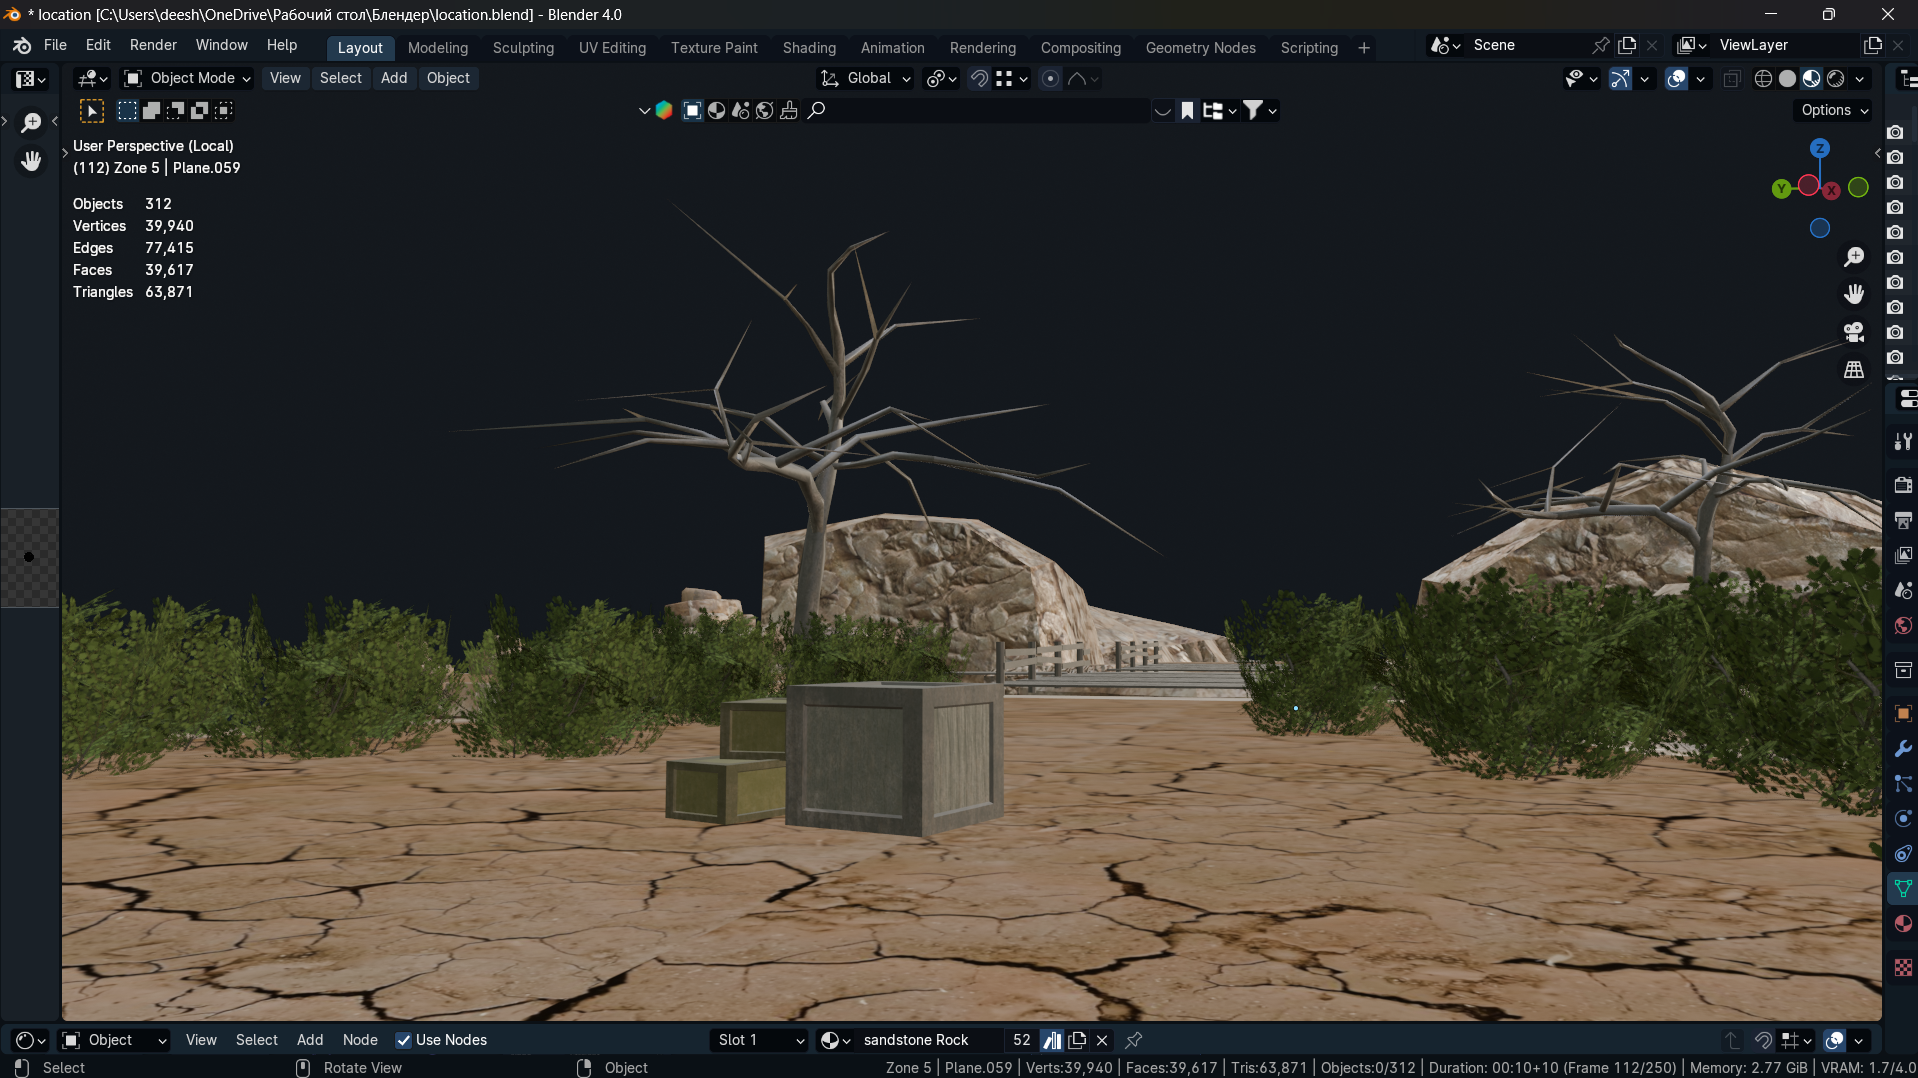 * location [C:\Users\deesh\OneDrive\Рабочий стол\Блендер\location.blend] - Blender 4.0
File Edit Render Window Help Layout Modeling Sculpting UV Editing Texture Paint Shading Animation Rendering Compositing Geometry Nodes Scripting + Scene ViewLayer
Object Mode View Select Add Object Global
Options
User Perspective (Local)
(112) Zone 5 | Plane.059
Objects 312
Vertices 39,940
Edges 77,415
Faces 39,617
Triangles 63,871
Z
Y X
Object View Select Add Node Use Nodes Slot 1 sandstone Rock 52
Select Rotate View Object Zone 5 | Plane.059 | Verts:39,940 | Faces:39,617 | Tris:63,871 | Objects:0/312 | Duration: 00:10+10 (Frame 112/250) | Memory: 2.77 GiB | VRAM: 1.7/4.0